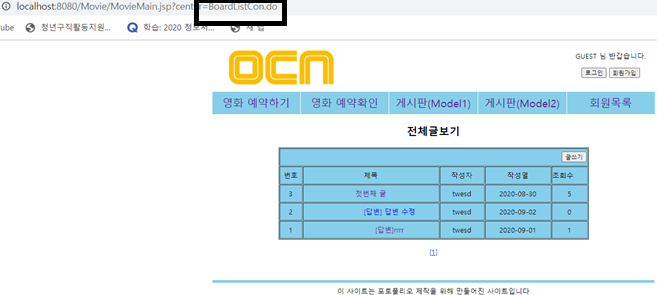 localhost:8080/Movie/MovieMain.jsp?center=BoardListCon.do
ube 청년구직활동지원... 학습: 2020 정보처... 새 탭
ocn
GUEST 님 반갑습니다.
로그인 회원가입
영화 예약하기 영화 예약확인 게시판(Model1) 게시판(Model2) 회원목록
전체글보기
글쓰기
번호 제목 작성자 작성열 조회수
3 첫번째 글 twesd 2020-08-30 5
2 [답변] 답변 수정 twesd 2020-09-02 0
1 [답변]rrrr twesd 2020-09-01 1
[1]
이 사이트는 포토폴리오 제작을 위해 만들어진 사이트입니다